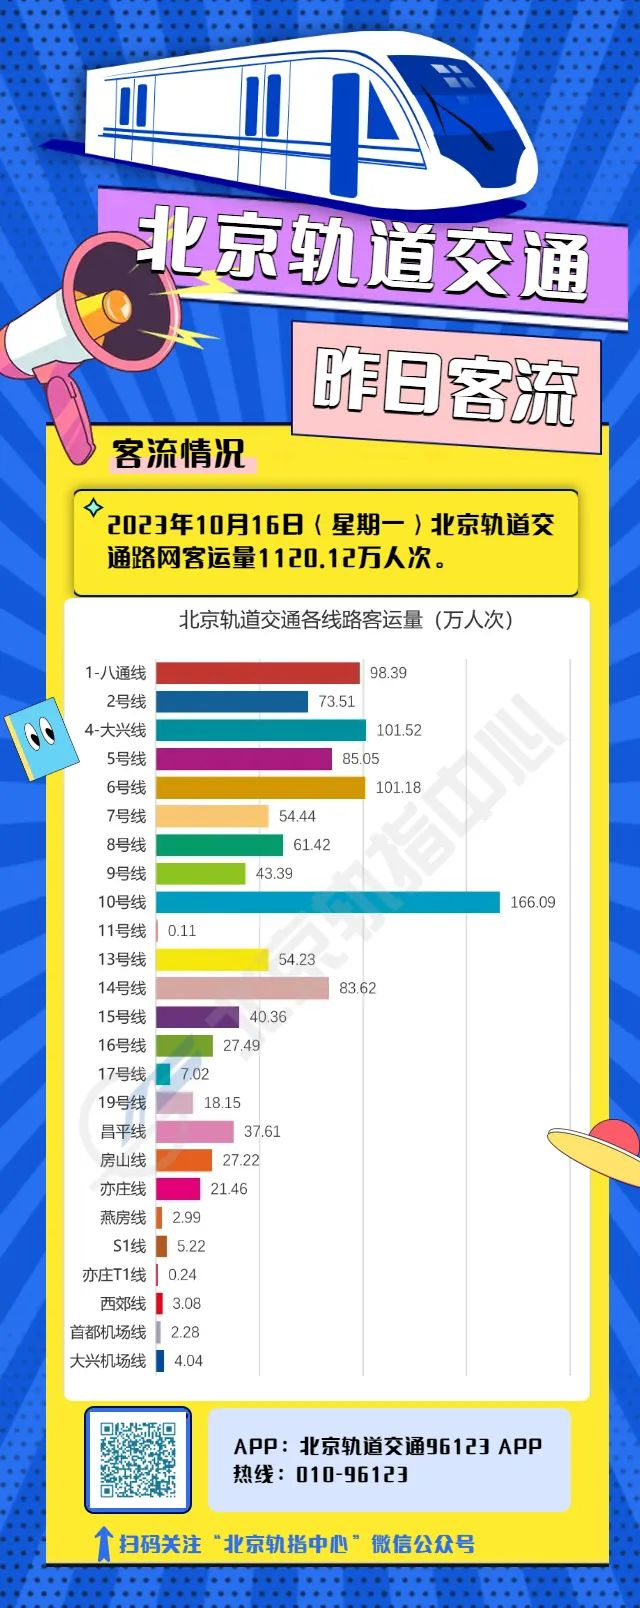 北京轨道交通
昨日客流
客流情况
2023年10月16日（星期一）北京轨道交
通路网客运量1120.12万人次。
北京轨道交通各线路客运量（万人次）
1-八通线 98.39
2号线 73.51
4-大兴线 101.52
5号线 85.05
6号线 101.18
7号线 54.44
8号线 61.42
9号线 43.39
10号线 166.09
11号线 0.11
13号线 54.23
14号线 83.62
15号线 40.36
16号线 27.49
17号线 7.02
19号线 18.15
昌平线 37.61
房山线 27.22
亦庄线 21.46
燕房线 2.99
S1线 5.22
亦庄T1线 0.24
西郊线 3.08
首都机场线 2.28
大兴机场线 4.04
北京轨指中心
APP：北京轨道交通96123 APP
热线：010-96123
扫码关注“北京轨指中心”微信公众号